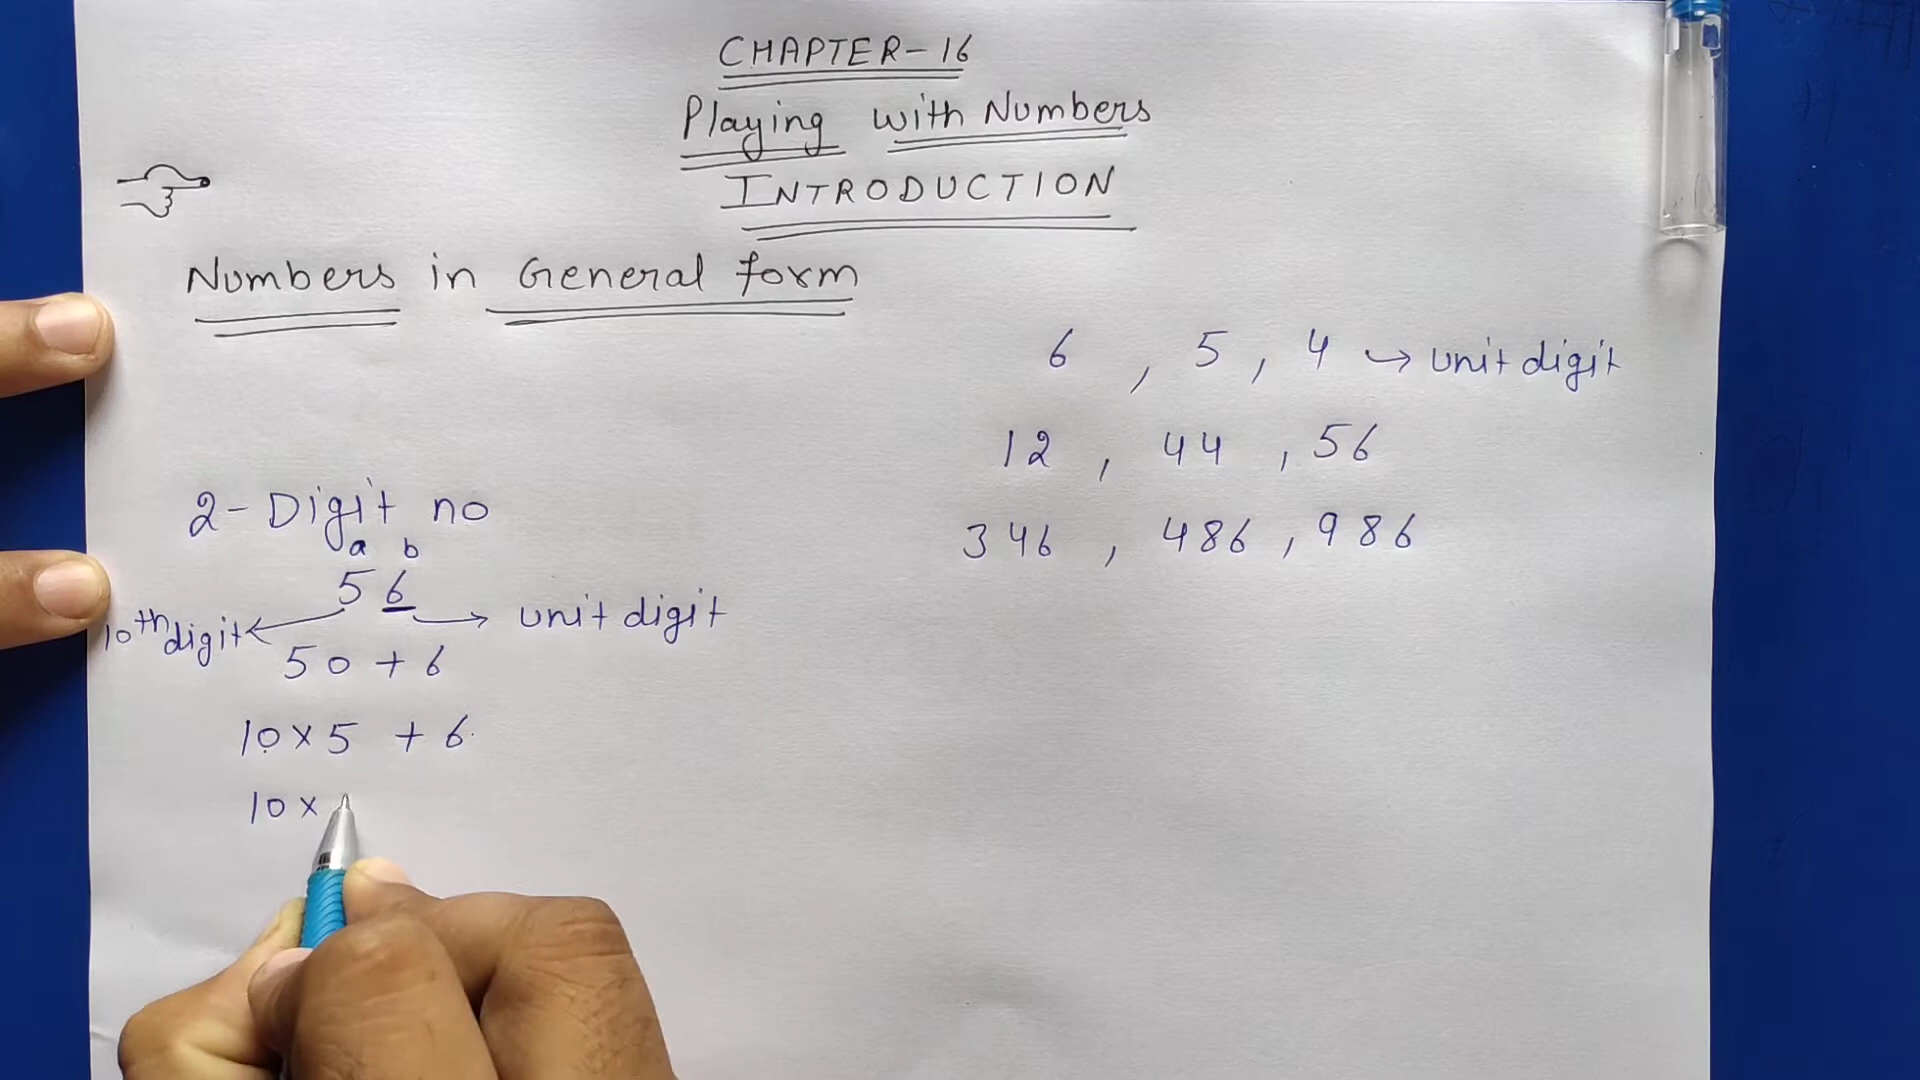 CHAPTER-16
Playing with Numbers
INTRODUCTION
Numbers in General form
6 , 5 , 4 → unit digit
12 , 44 , 56
346 , 486 , 986
2- Digit no
a b
56
10th digit ← → unit digit
50 + 6
10 × 5 + 6
10 ×